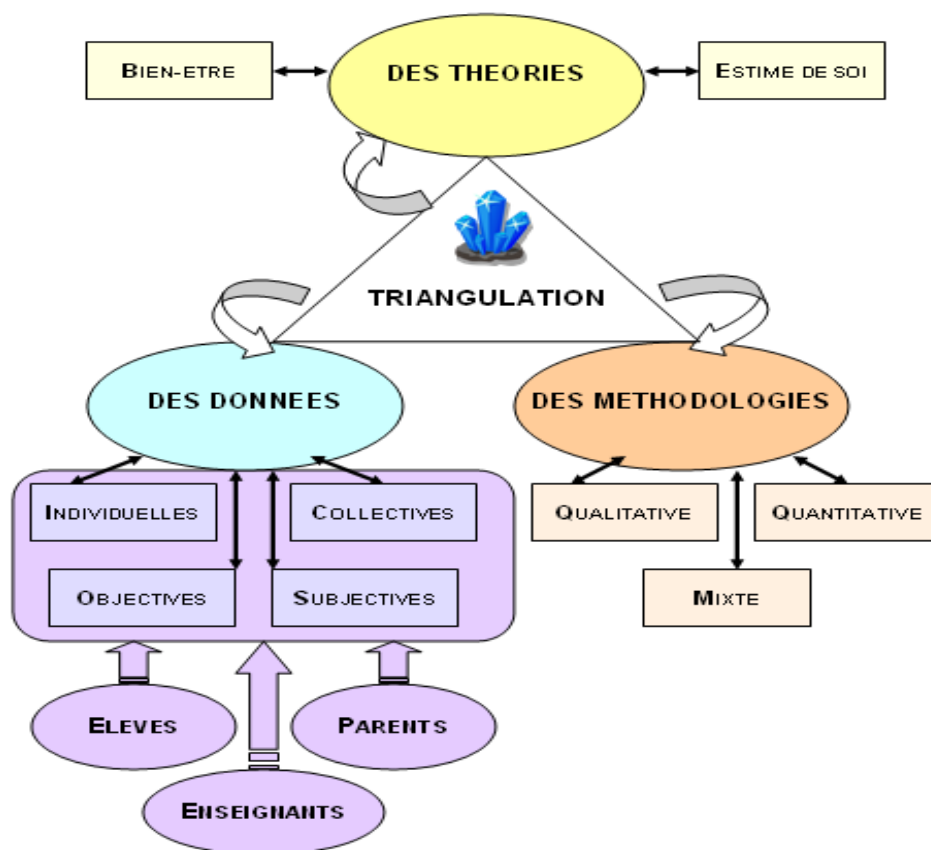 BIEN-ETRE
DES THEORIES
ESTIME DE SOI
TRIANGULATION
DES DONNEES
DES METHODOLOGIES
INDIVIDUELLES
COLLECTIVES
QUALITATIVE
QUANTITATIVE
OBJECTIVES
SUBJECTIVES
MIXTE
ELEVES
PARENTS
ENSEIGNANTS